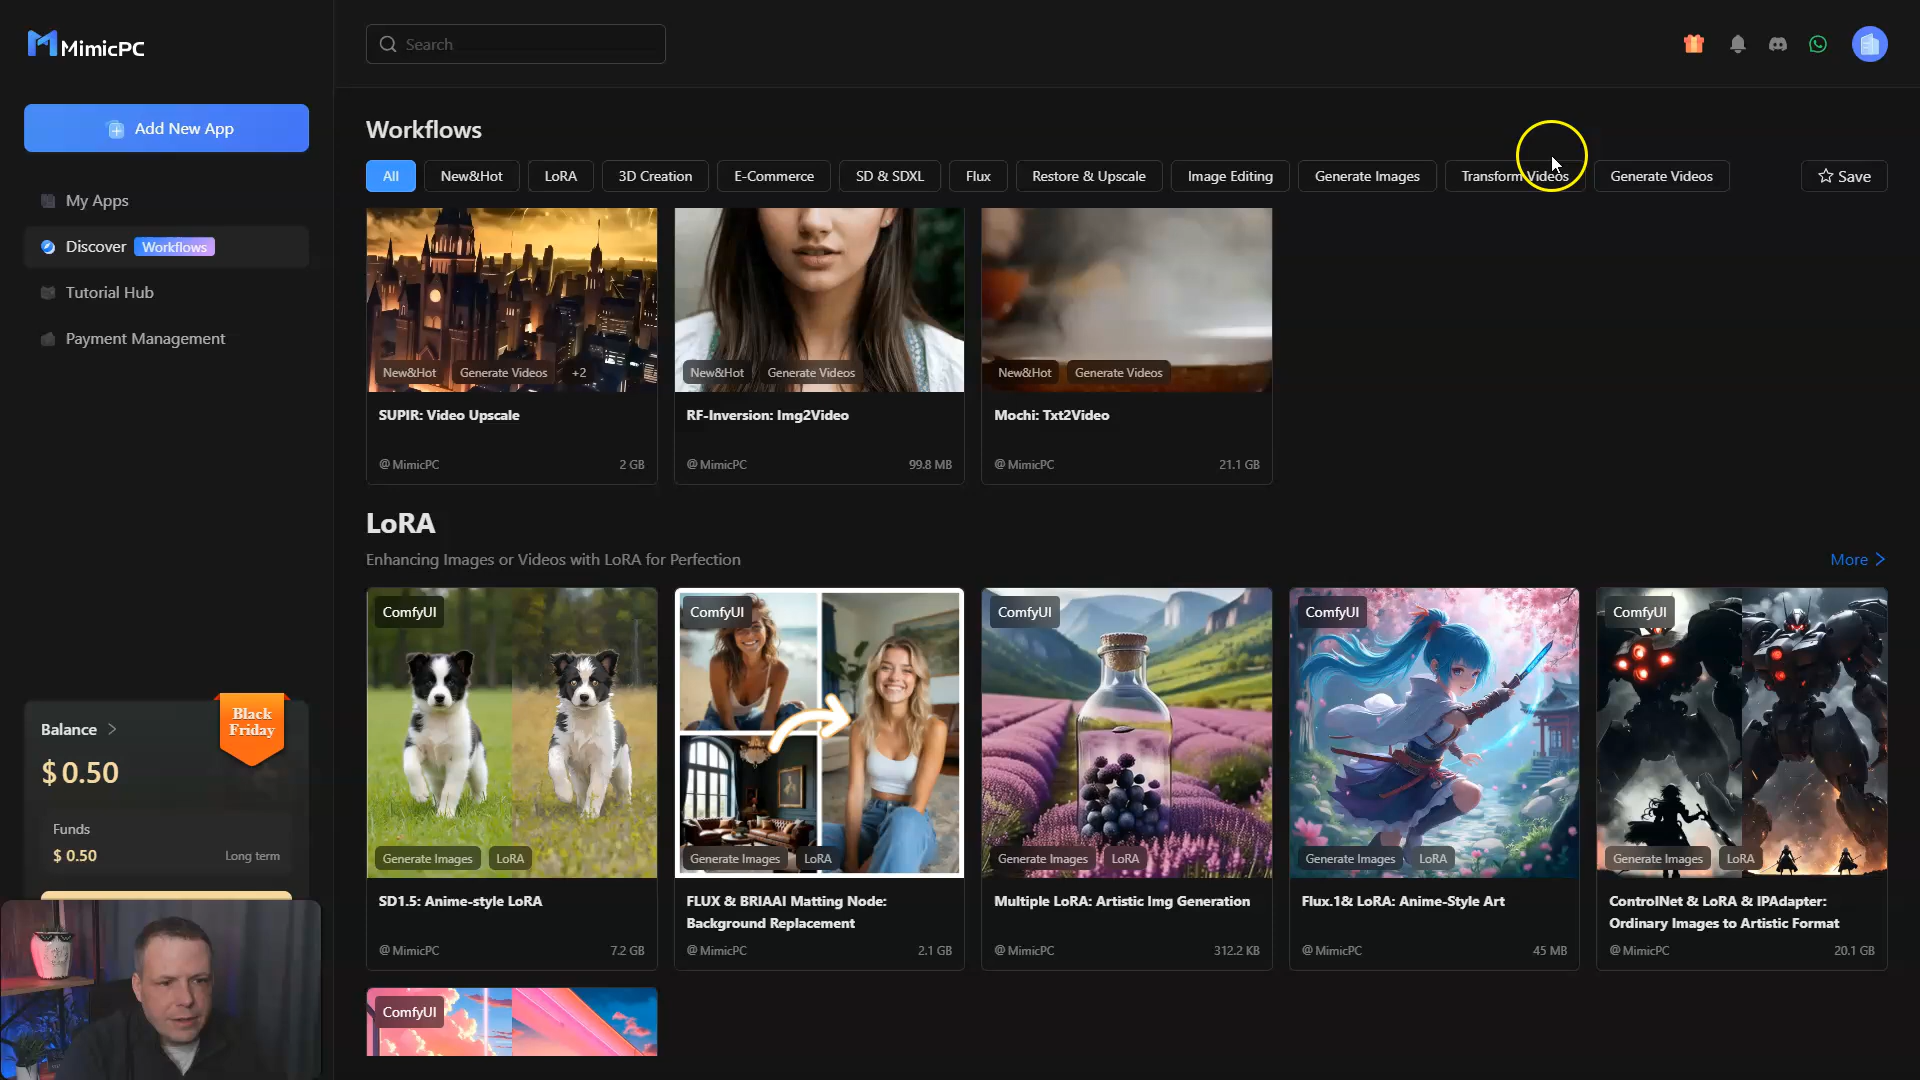 MimicPC
Search
Add New App
My Apps
Discover Workflows
Tutorial Hub
Payment Management
Balance
Black
Friday
$ 0.50
Funds
$ 0.50 Long term
Workflows
All New&Hot LoRA 3D Creation E-Commerce SD & SDXL Flux Restore & Upscale Image Editing Generate Images Transform Videos Generate Videos Save
New&Hot Generate Videos +2
SUPIR: Video Upscale
@ MimicPC 2 GB
New&Hot Generate Videos
RF-Inversion: Img2Video
@ MimicPC 99.8 MB
New&Hot Generate Videos
Mochi: Txt2Video
@ MimicPC 21.1 GB
LoRA
Enhancing Images or Videos with LoRA for Perfection
More
ComfyUI
Generate Images LoRA
SD1.5: Anime-style LoRA
@ MimicPC 7.2 GB
ComfyUI
Generate Images LoRA
FLUX & BRIAAI Matting Node:
Background Replacement
@ MimicPC 2.1 GB
ComfyUI
Generate Images LoRA
Multiple LoRA: Artistic Img Generation
@ MimicPC 312.2 KB
ComfyUI
Generate Images LoRA
Flux.1& LoRA: Anime-Style Art
@ MimicPC 45 MB
ComfyUI
Generate Images LoRA
ControlNet & LoRA & IPAdapter:
Ordinary Images to Artistic Format
@ MimicPC 20.1 GB
ComfyUI